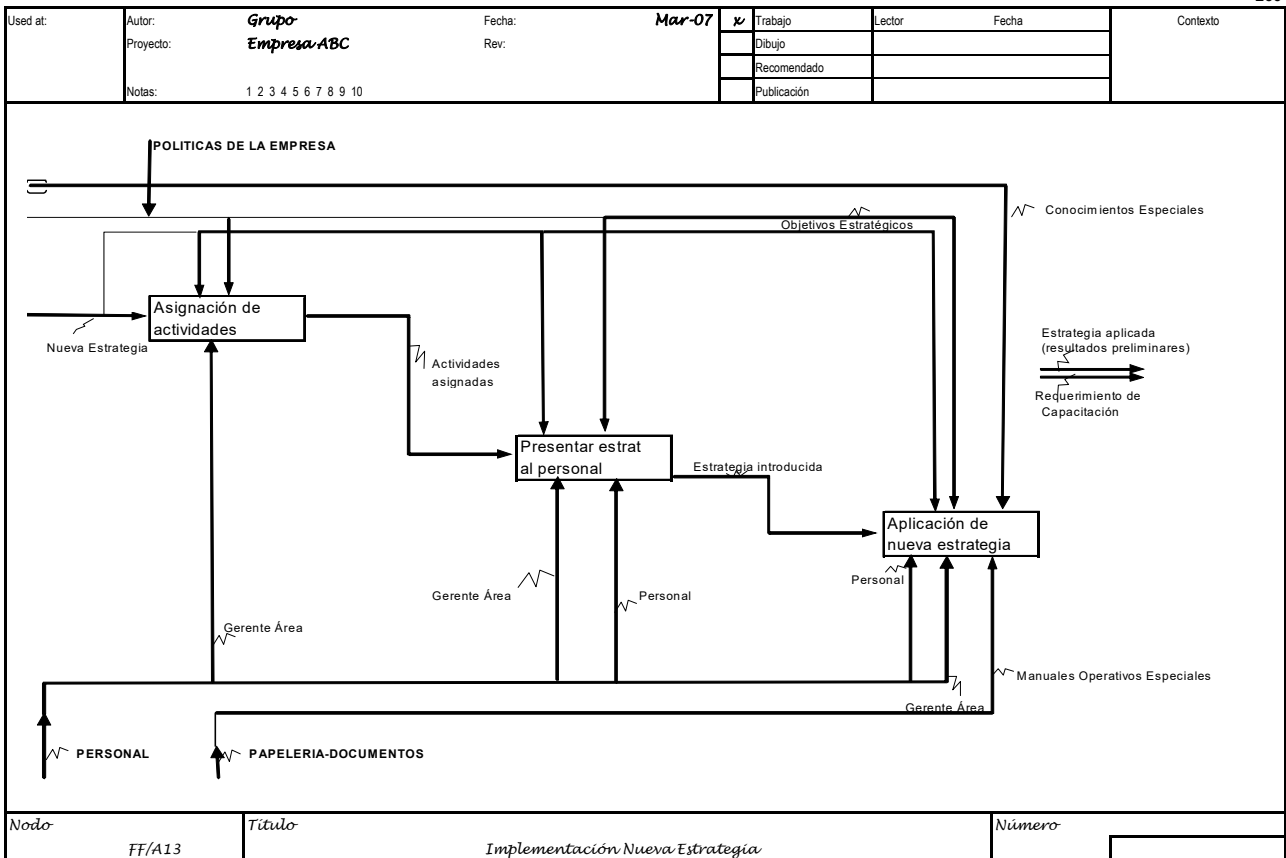 Used at:
Autor:
Grupo
Fecha:
Mar-07
x
Trabajo
Lector
Fecha
Contexto
Proyecto:
Empresa ABC
Rev:
Dibujo
Recomendado
Notas:
1 2 3 4 5 6 7 8 9 10
Publicación
POLITICAS DE LA EMPRESA
Conocimientos Especiales
Objetivos Estratégicos
Asignación de
actividades
Nueva Estrategia
Actividades
asignadas
Estrategia aplicada
(resultados preliminares)
Requerimiento de
Capacitación
Presentar estrat
al personal
Estrategia introducida
Aplicación de
nueva estrategia
Personal
Gerente Área
Personal
Gerente Área
Manuales Operativos Especiales
Gerente Área
PERSONAL
PAPELERIA-DOCUMENTOS
Nodo
Título
Número
FF/A13
Implementación Nueva Estrategia